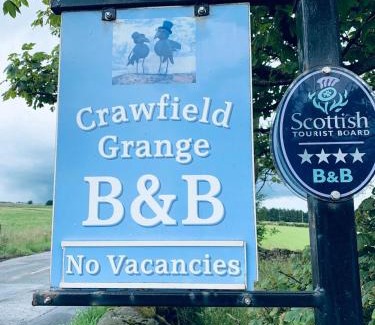 Crawfield
Grange
B&B
No Vacancies
Scottish
TOURIST BOARD
★★★★
B&B